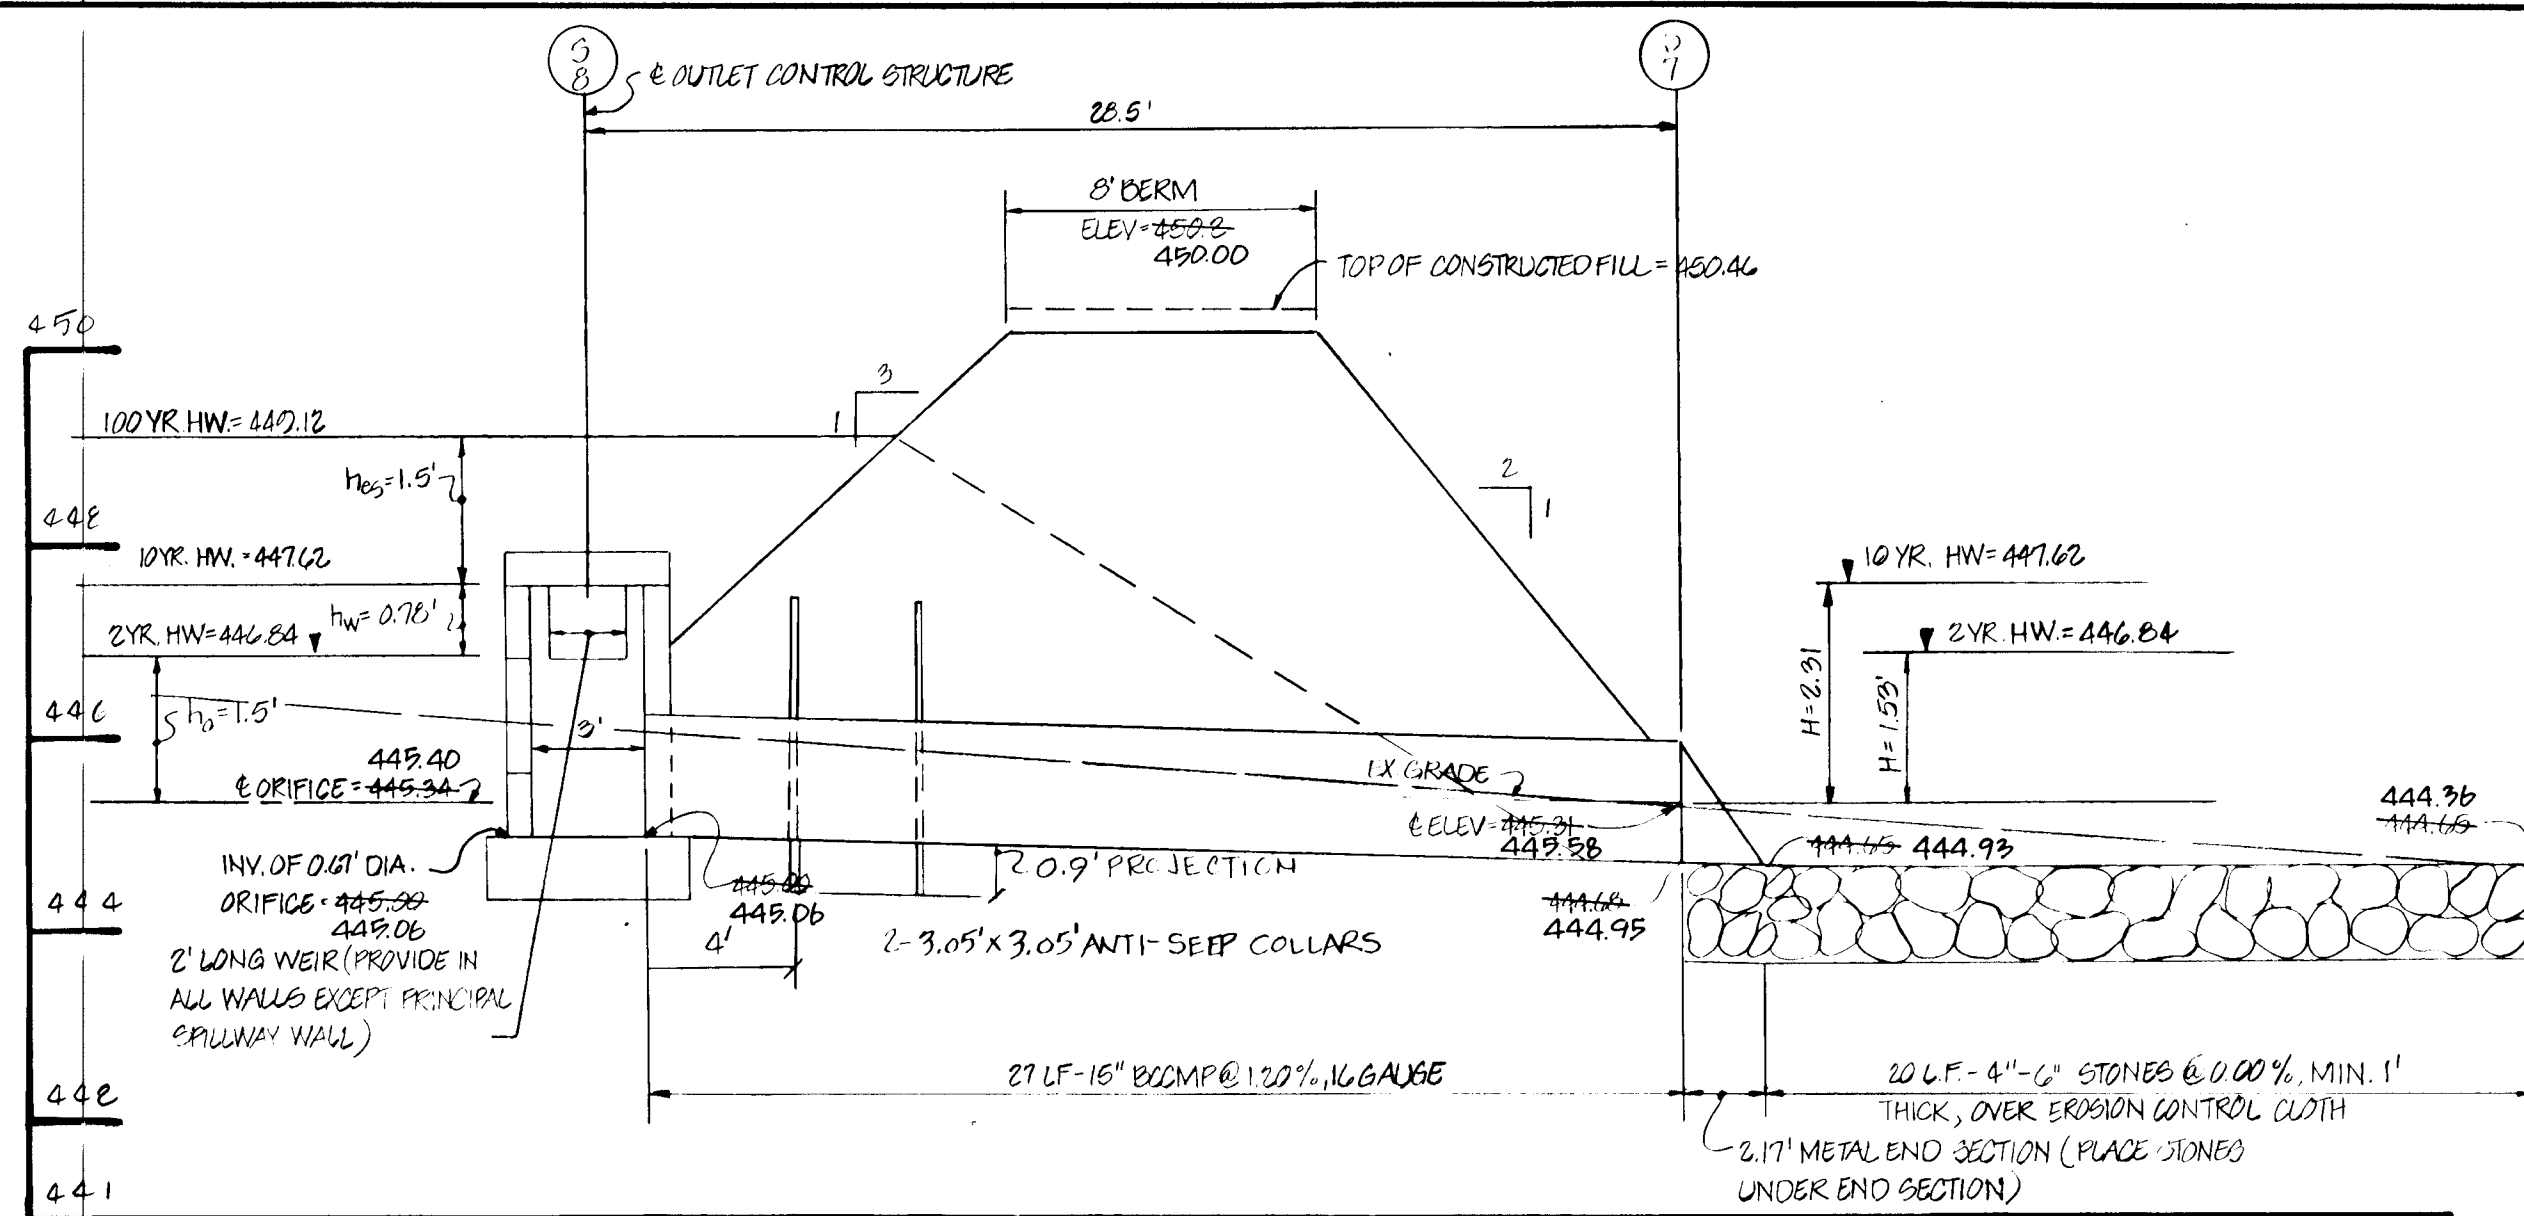 S
8
℄ OUTLET CONTROL STRUCTURE
7
28.5'
8' BERM
ELEV=450.2
450.00
TOP OF CONSTRUCTED FILL = 450.46
450
3
1
100 YR. HW.= 449.12
hes=1.5'
2
1
448
10 YR. HW. = 447.62
10 YR. HW= 447.62
hw= 0.78'
2 YR. HW=446.84
2 YR. HW.= 446.84
H=2.31
H=1.53'
446
ho=1.5'
3'
445.40
℄ ORIFICE = 445.34
EX. GRADE
℄ ELEV=445.31
445.58
444.36
444.65
444.65 444.93
INV. OF 0.67' DIA.
ORIFICE = 445.00
445.06
0.9' PROJECTION
445.00
445.06
444.68
444.95
444
4'
2-3.05' X 3.05' ANTI-SEEP COLLARS
2' LONG WEIR (PROVIDE IN
ALL WALLS EXCEPT PRINCIPAL
SPILLWAY WALL)
27 LF-15" BCCMP @ 1.20%, 16 GAUGE
20 L.F.- 4"-6" STONES @ 0.00%, MIN. 1'
THICK, OVER EROSION CONTROL CLOTH
442
2.17' METAL END SECTION (PLACE STONES
UNDER END SECTION)
441